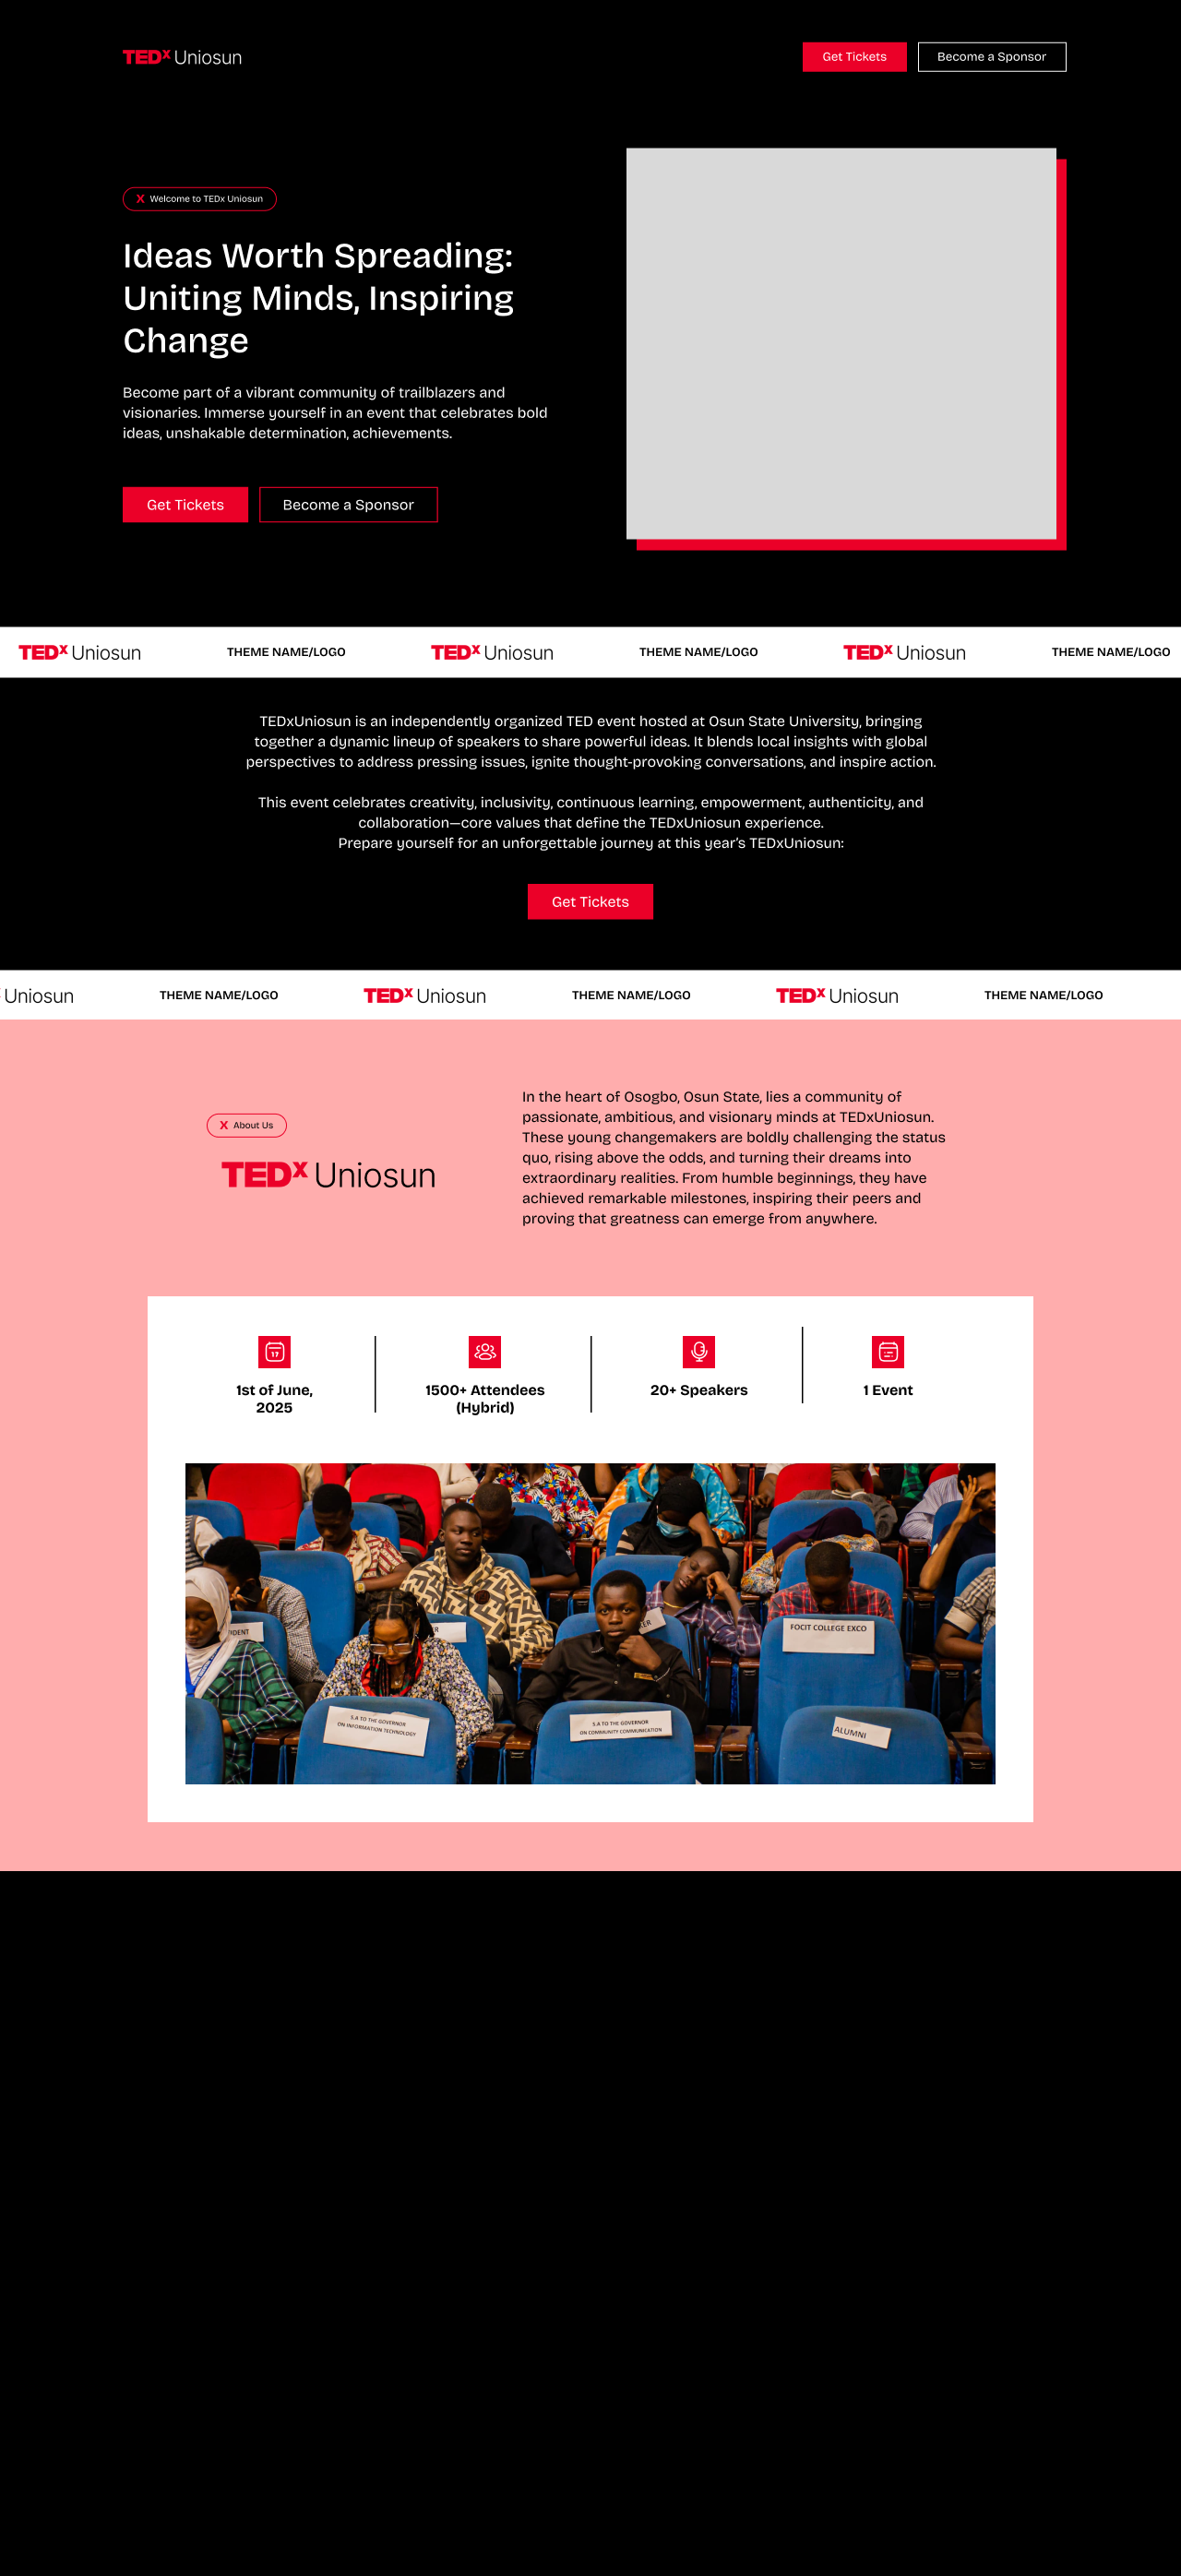 TEDx Uniosun
Get Tickets
Become a Sponsor
X Welcome to TEDx Uniosun
Ideas Worth Spreading:
Uniting Minds, Inspiring
Change
Become part of a vibrant community of trailblazers and
visionaries. Immerse yourself in an event that celebrates bold
ideas, unshakable determination, achievements.
Get Tickets
Become a Sponsor
TEDx Uniosun THEME NAME/LOGO TEDx Uniosun THEME NAME/LOGO TEDx Uniosun THEME NAME/LOGO
TEDxUniosun is an independently organized TED event hosted at Osun State University, bringing
together a dynamic lineup of speakers to share powerful ideas. It blends local insights with global
perspectives to address pressing issues, ignite thought-provoking conversations, and inspire action.
This event celebrates creativity, inclusivity, continuous learning, empowerment, authenticity, and
collaboration—core values that define the TEDxUniosun experience.
Prepare yourself for an unforgettable journey at this year’s TEDxUniosun:
Get Tickets
Uniosun THEME NAME/LOGO TEDx Uniosun THEME NAME/LOGO TEDx Uniosun THEME NAME/LOGO
X About Us
TEDx Uniosun
In the heart of Osogbo, Osun State, lies a community of
passionate, ambitious, and visionary minds at TEDxUniosun.
These young changemakers are boldly challenging the status
quo, rising above the odds, and turning their dreams into
extraordinary realities. From humble beginnings, they have
achieved remarkable milestones, inspiring their peers and
proving that greatness can emerge from anywhere.
17
1st of June,
2025
1500+ Attendees
(Hybrid)
20+ Speakers
1 Event
FOCIT COLLEGE EXCO
S.A TO THE GOVERNOR
ON INFORMATION TECHNOLOGY
S.A TO THE GOVERNOR
ON COMMUNITY COMMUNICATION
ALUMNI